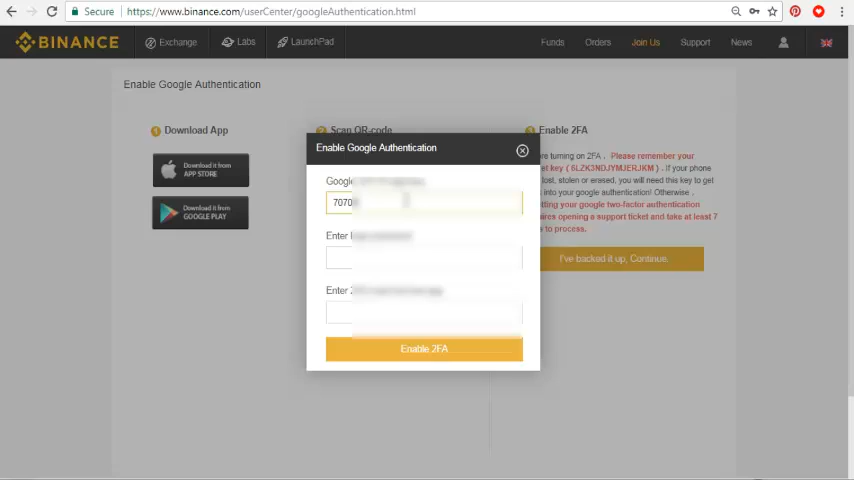 Secure
https://www.binance.com/userCenter/googleAuthentication.html
BINANCE
Exchange
Labs
LaunchPad
Funds
Orders
Join Us
Support
News
Enable Google Authentication
1 Download App
Scan QR-code
Enable 2FA
Download it from
APP STORE
Download it from
GOOGLE PLAY
turning on 2FA , Please remember your
key ( 6LZK3NDJYMJERJKM ) . If your phone
lost, stolen or erased, you will need this key to get
into your google authentication! Otherwise ,
your google two-factor authentication
opening a support ticket and take at least 7
to process.
I've backed it up, Continue.
Enable Google Authentication
Google
7070
Enter
Enter
Enable 2FA